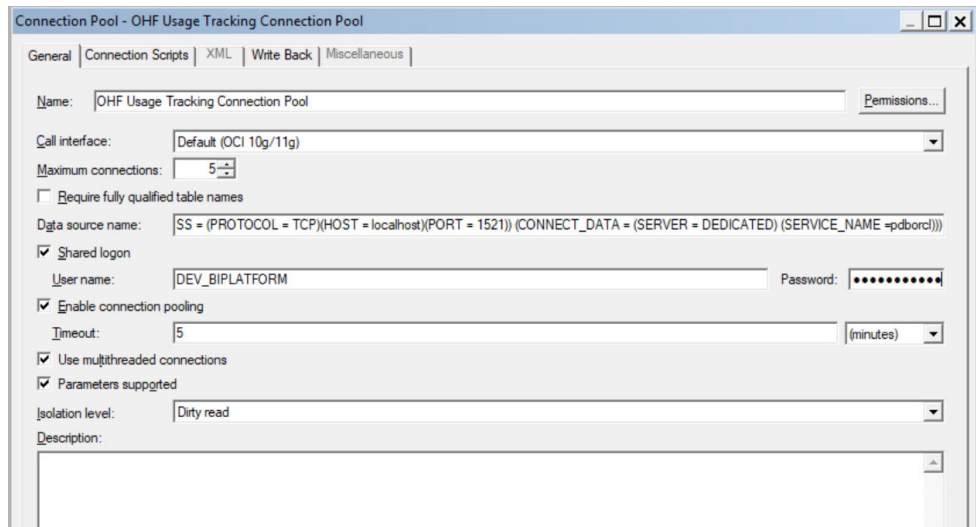 Connection Pool - OHF Usage Tracking Connection Pool
General Connection Scripts XML Write Back Miscellaneous
Name: OHF Usage Tracking Connection Pool Permissions...
Call interface: Default (OCI 10g/11g)
Maximum connections: 5
Require fully qualified table names
Data source name: SS = (PROTOCOL = TCP)(HOST = localhost)(PORT = 1521)) (CONNECT_DATA = (SERVER = DEDICATED) (SERVICE_NAME =pdborcl)))
Shared logon
User name: DEV_BIPLATFORM Password: ●●●●●●●●●●●
Enable connection pooling
Timeout: 5 (minutes)
Use multithreaded connections
Parameters supported
Isolation level: Dirty read
Description: